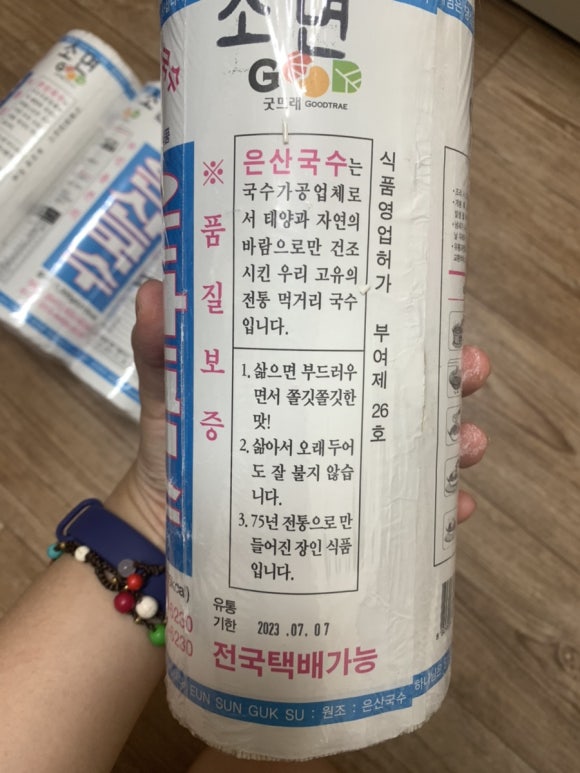 소면
GOOD
굿뜨래 GOODTRAE
은산국수는
국수가공업체로
서 태양과 자연의
바람으로만 건조
시킨 우리 고유의
전통 먹거리 국수
입니다.
※품질보증
식품영업허가 부여제 26호
1. 삶으면 부드러우
면서 쫄깃쫄깃한
맛!
2. 삶아서 오래 두어
도 잘 불지 않습
니다.
3. 75년 전통으로 만
들어진 장인 식품
입니다.
유통
기한 2023.07.07
전국택배가능
EUN SUN GUK SU : 원조 : 은산국수
소면
GOOD